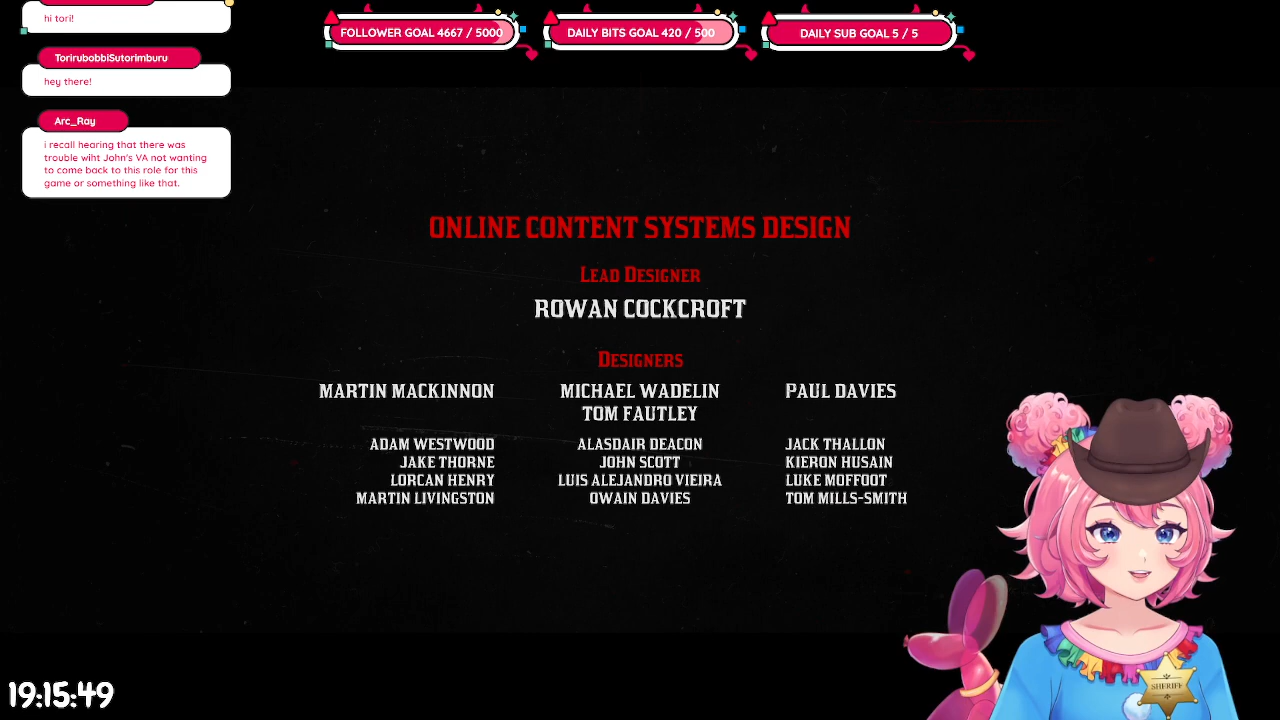 hi tori!
TorirubobbiSutorimburu
hey there!
Arc_Ray
i recall hearing that there was
trouble wiht John's VA not wanting
to come back to this role for this
game or something like that.
FOLLOWER GOAL 4667 / 5000
DAILY BITS GOAL 420 / 500
DAILY SUB GOAL 5 / 5
ONLINE CONTENT SYSTEMS DESIGN
LEAD DESIGNER
ROWAN COCKCROFT
DESIGNERS
MARTIN MACKINNON
MICHAEL WADELIN
PAUL DAVIES
TOM FAUTLEY
ADAM WESTWOOD
ALASDAIR DEACON
JACK THALLON
JAKE THORNE
JOHN SCOTT
KIERON HUSAIN
LORCAN HENRY
LUIS ALEJANDRO VIEIRA
LUKE MOFFOOT
MARTIN LIVINGSTON
OWAIN DAVIES
TOM MILLS-SMITH
SHERIFF
19:15:49